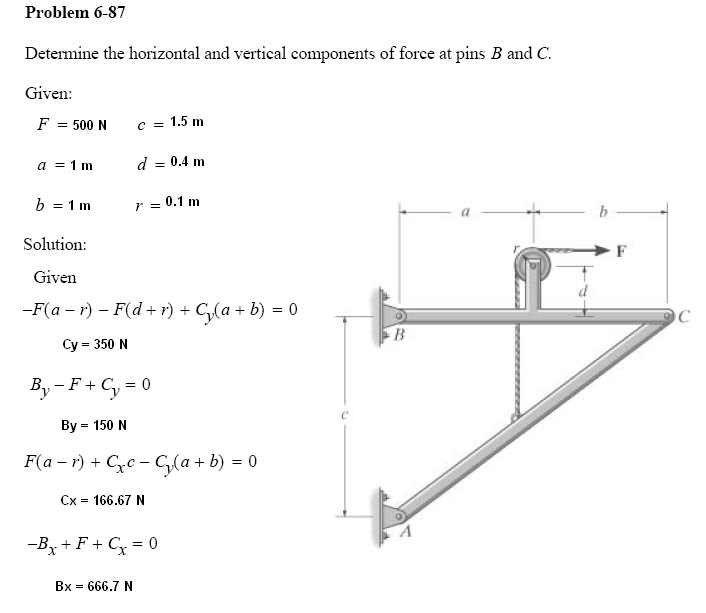 Problem 6-87
Determine the horizontal and vertical components of force at pins B and C.
Given:
F = 500 N c = 1.5 m
a = 1 m d = 0.4 m
b = 1 m r = 0.1 m
Solution:
Given
−F(a − r) − F(d + r) + Cy(a + b) = 0
Cy = 350 N
By − F + Cy = 0
By = 150 N
F(a − r) + Cx c − Cy(a + b) = 0
Cx = 166.67 N
−Bx + F + Cx = 0
Bx = 666.7 N
a b
r F
d
B C
c
A